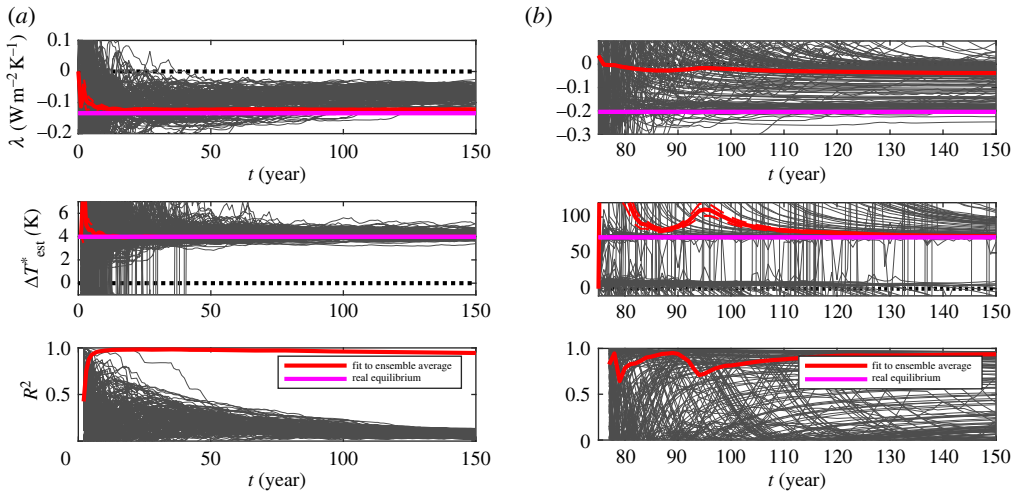 (a)
0.1
0
−0.1
−0.2
λ (W m−2 K−1)
0 50 100 150
t (year)
6
4
2
0
ΔT*est (K)
0 50 100 150
t (year)
1.0
0.5
R2
fit to ensemble average
real equilibrium
0 50 100 150
t (year)
(b)
0
−0.1
−0.2
−0.3
80 90 100 110 120 130 140 150
t (year)
100
50
0
80 90 100 110 120 130 140 150
t (year)
1.0
0.5
0
fit to ensemble average
real equilibrium
80 90 100 110 120 130 140 150
t (year)